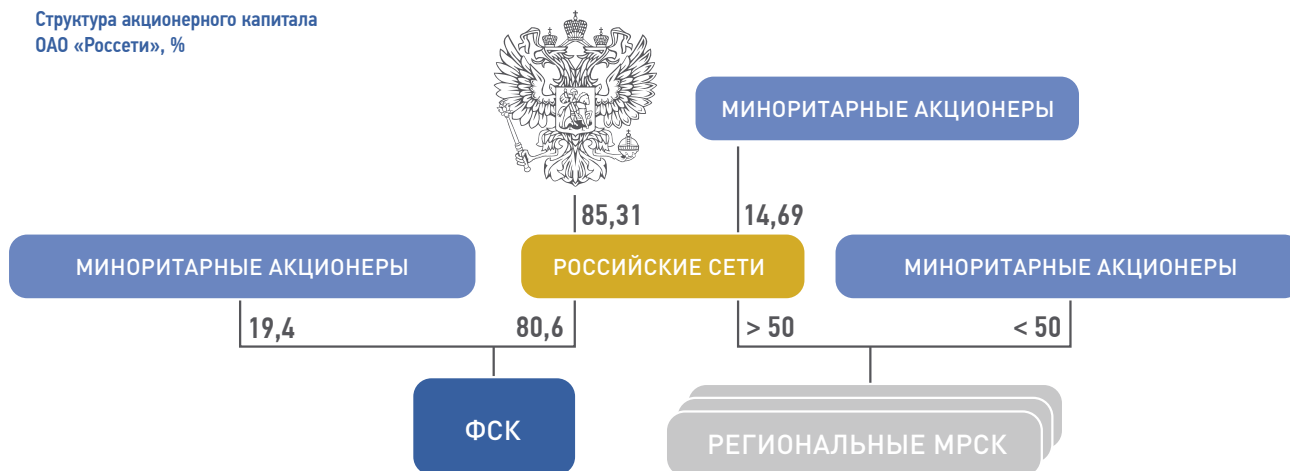 Структура акционерного капитала
ОАО «Россети», %
МИНОРИТАРНЫЕ АКЦИОНЕРЫ
85,31
14,69
МИНОРИТАРНЫЕ АКЦИОНЕРЫ
РОССИЙСКИЕ СЕТИ
МИНОРИТАРНЫЕ АКЦИОНЕРЫ
19,4
80,6
> 50
< 50
ФСК
РЕГИОНАЛЬНЫЕ МРСК